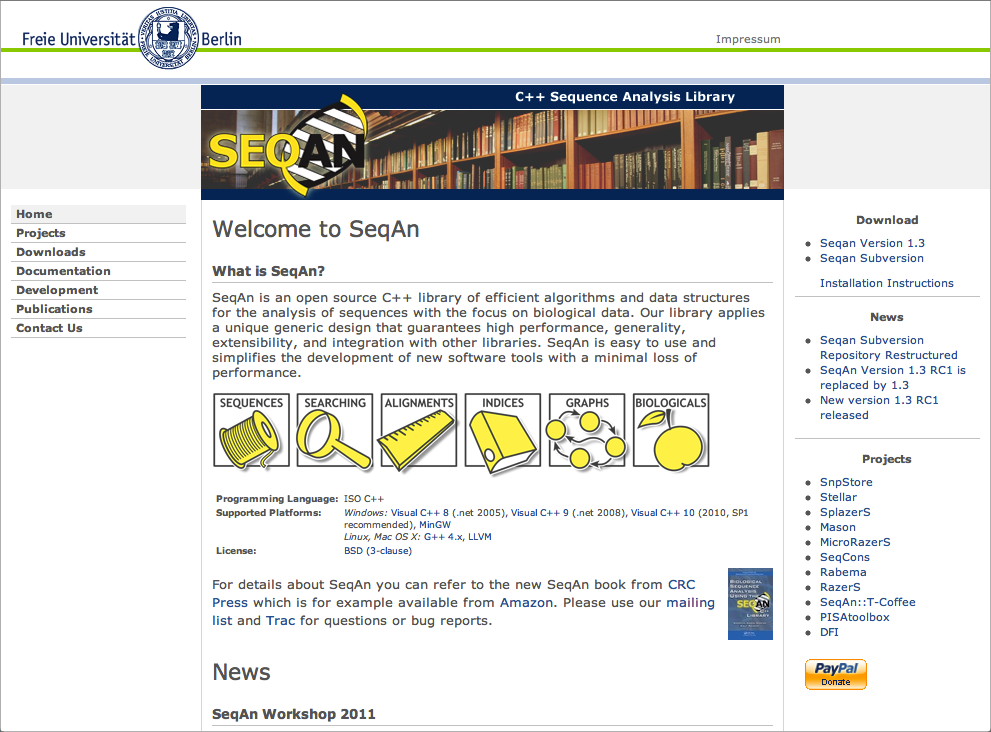 Freie Universität Berlin
Impressum
C++ Sequence Analysis Library
SEQAN
Home
Projects
Downloads
Documentation
Development
Publications
Contact Us
Welcome to SeqAn
What is SeqAn?
SeqAn is an open source C++ library of efficient algorithms and data structures
for the analysis of sequences with the focus on biological data. Our library applies
a unique generic design that guarantees high performance, generality,
extensibility, and integration with other libraries. SeqAn is easy to use and
simplifies the development of new software tools with a minimal loss of
performance.
SEQUENCES SEARCHING ALIGNMENTS INDICES GRAPHS BIOLOGICALS
Programming Language: ISO C++
Supported Platforms: Windows: Visual C++ 8 (.net 2005), Visual C++ 9 (.net 2008), Visual C++ 10 (2010, SP1
recommended), MinGW
Linux, Mac OS X: G++ 4.x, LLVM
License: BSD (3-clause)
For details about SeqAn you can refer to the new SeqAn book from CRC
Press which is for example available from Amazon. Please use our mailing
list and Trac for questions or bug reports.
BIOLOGICAL
SEQUENCE
ANALYSIS
USING THE
SEQAN
C++
LIBRARY
News
SeqAn Workshop 2011
Download
Seqan Version 1.3
Seqan Subversion
Installation Instructions
News
Seqan Subversion
Repository Restructured
SeqAn Version 1.3 RC1 is
replaced by 1.3
New version 1.3 RC1
released
Projects
SnpStore
Stellar
SplazerS
Mason
MicroRazerS
SeqCons
Rabema
RazerS
SeqAn::T-Coffee
PISAtoolbox
DFI
PayPal
Donate